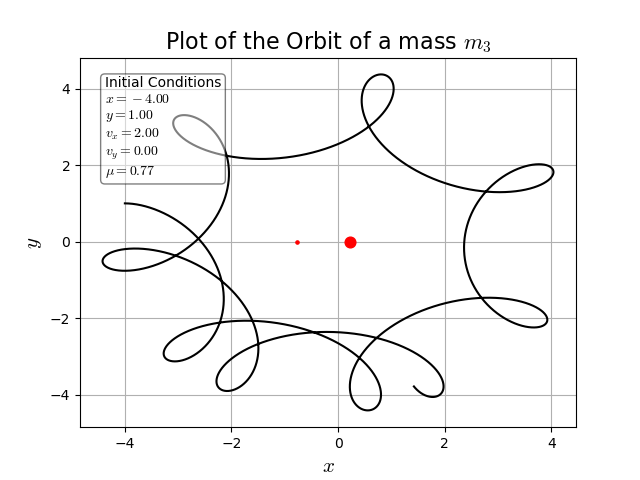 Plot of the Orbit of a mass m₃
Initial Conditions
x = −4.00
y = 1.00
vₓ = 2.00
v_y = 0.00
μ = 0.77
4
2
0
−2
−4
y
−4
−2
0
2
4
x